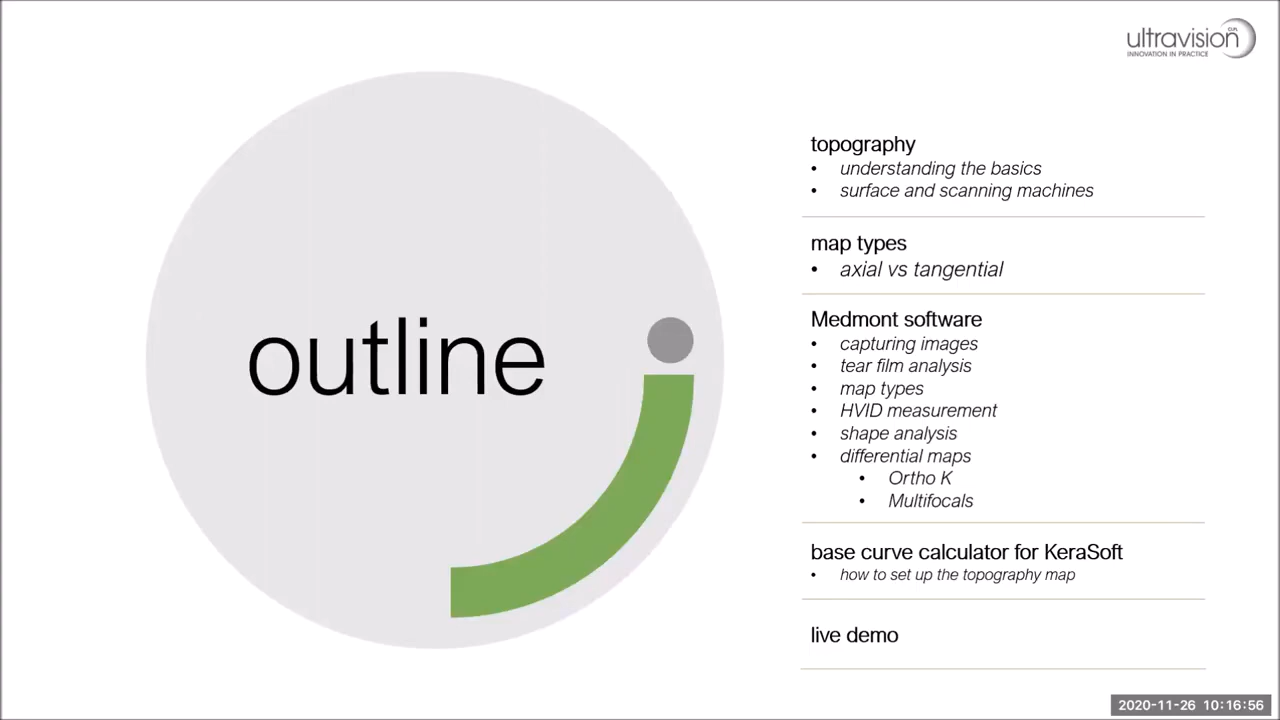 ultravision
CLPL
INNOVATION IN PRACTICE
outline
topography
• understanding the basics
• surface and scanning machines
map types
• axial vs tangential
Medmont software
• capturing images
• tear film analysis
• map types
• HVID measurement
• shape analysis
• differential maps
• Ortho K
• Multifocals
base curve calculator for KeraSoft
• how to set up the topography map
live demo
2020-11-26 10:16:56